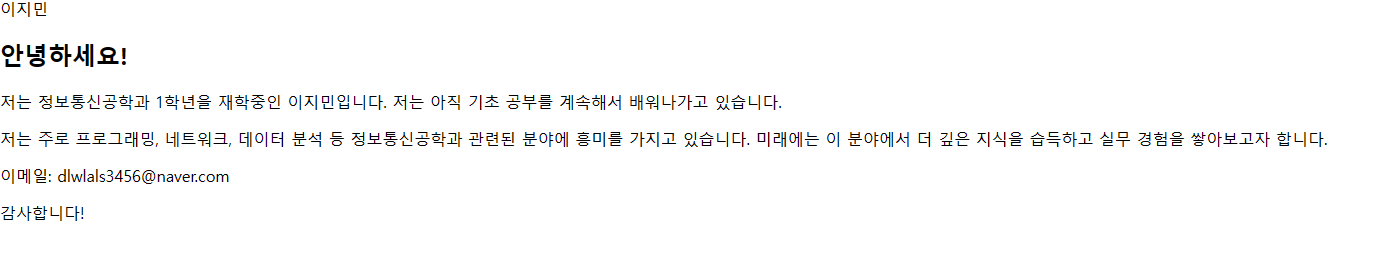 이지민
안녕하세요!
저는 정보통신공학과 1학년을 재학중인 이지민입니다. 저는 아직 기초 공부를 계속해서 배워나가고 있습니다.
저는 주로 프로그래밍, 네트워크, 데이터 분석 등 정보통신공학과 관련된 분야에 흥미를 가지고 있습니다. 미래에는 이 분야에서 더 깊은 지식을 습득하고 실무 경험을 쌓아보고자 합니다.
이메일: dlwlals3456@naver.com
감사합니다!